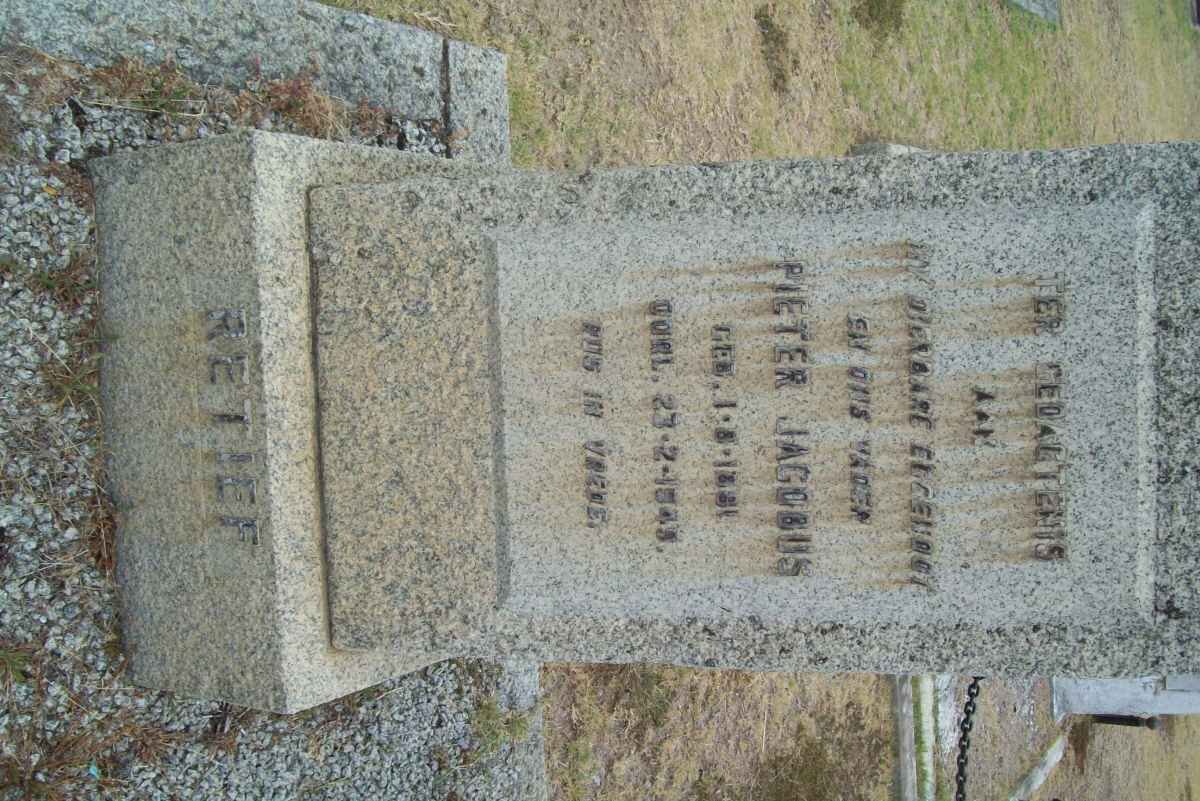 TER GEDAGTENIS
AAN
MY DIERBARE EGGENOOT
EN ONS VADER
PIETER JACOBUS
GEB. 1·8·1881
OORL. 23·2·1949
RUS IN VREDE.
RETIEF